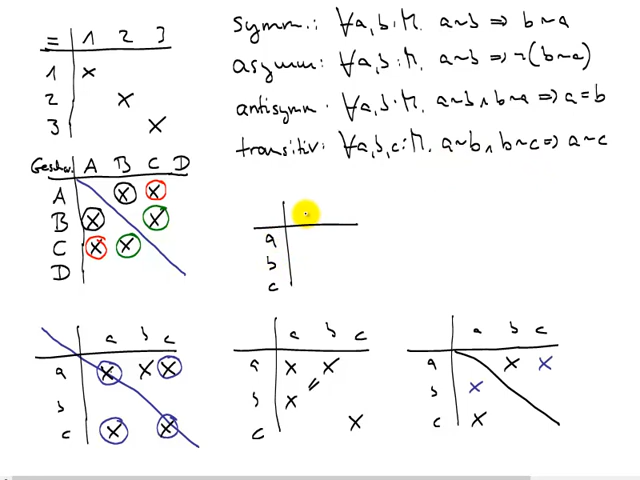 symm.: ∀a,b:M. a~b ⇒ b~a
asymm: ∀a,b:M. a~b ⇒ ¬(b~a)
antisymm. ∀a,b:M. a~b ∧ b~a ⇒ a=b
transitiv: ∀a,b,c:M. a~b ∧ b~c ⇒ a~c
= 1 2 3
1 x
2 x
3 x
Geschw. A B C D
A x x
B x x
C x x
D
a
b
c
a b c
a x x x
b
c x x
a b c
a x x
b x
c x
a b c
a x x
b x
c x